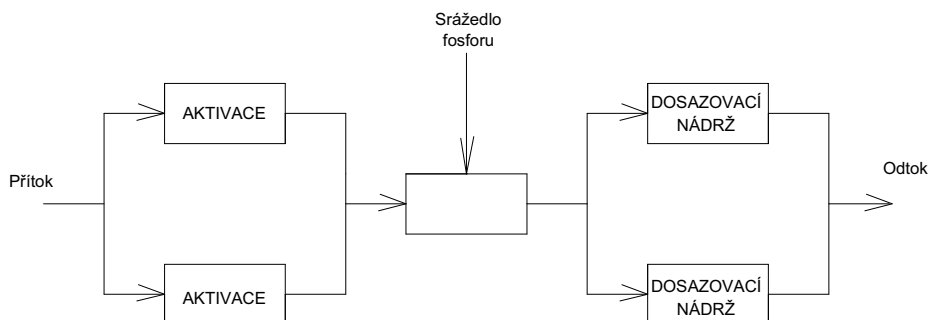 Srážedlo
fosforu
AKTIVACE
DOSAZOVACÍ
NÁDRŽ
Přítok
Odtok
AKTIVACE
DOSAZOVACÍ
NÁDRŽ